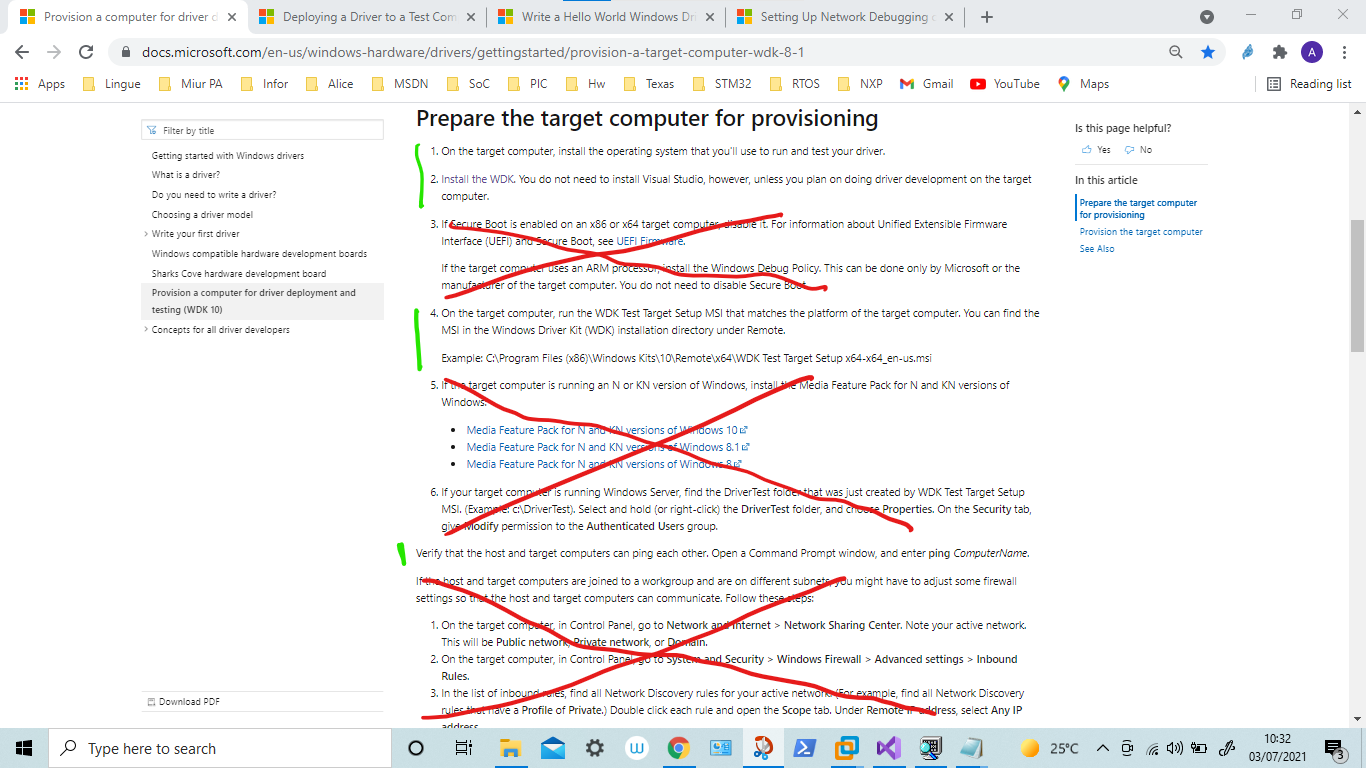 Provision a computer for driver d
Deploying a Driver to a Test Com
Write a Hello World Windows Dri
Setting Up Network Debugging o
docs.microsoft.com/en-us/windows-hardware/drivers/gettingstarted/provision-a-target-computer-wdk-8-1
A
Apps
Lingue
Miur PA
Infor
Alice
MSDN
SoC
PIC
Hw
Texas
STM32
RTOS
NXP
Gmail
YouTube
Maps
Reading list
Filter by title
Getting started with Windows drivers
What is a driver?
Do you need to write a driver?
Choosing a driver model
Write your first driver
Windows compatible hardware development boards
Sharks Cove hardware development board
Provision a computer for driver deployment and
testing (WDK 10)
Concepts for all driver developers
Download PDF
Prepare the target computer for provisioning
1. On the target computer, install the operating system that you'll use to run and test your driver.
2. Install the WDK. You do not need to install Visual Studio, however, unless you plan on doing driver development on the target
computer.
3. If Secure Boot is enabled on an x86 or x64 target computer, disable it. For information about Unified Extensible Firmware
Interface (UEFI) and Secure Boot, see UEFI Firmware.
If the target computer uses an ARM processor, install the Windows Debug Policy. This can be done only by Microsoft or the
manufacturer of the target computer. You do not need to disable Secure Boot.
4. On the target computer, run the WDK Test Target Setup MSI that matches the platform of the target computer. You can find the
MSI in the Windows Driver Kit (WDK) installation directory under Remote.
Example: C:\Program Files (x86)\Windows Kits\10\Remote\x64\WDK Test Target Setup x64-x64_en-us.msi
5. If the target computer is running an N or KN version of Windows, install the Media Feature Pack for N and KN versions of
Windows:
Media Feature Pack for N and KN versions of Windows 10
Media Feature Pack for N and KN versions of Windows 8.1
Media Feature Pack for N and KN versions of Windows 8
6. If your target computer is running Windows Server, find the DriverTest folder that was just created by WDK Test Target Setup
MSI. (Example: c:\DriverTest). Select and hold (or right-click) the DriverTest folder, and choose Properties. On the Security tab,
give Modify permission to the Authenticated Users group.
Verify that the host and target computers can ping each other. Open a Command Prompt window, and enter ping ComputerName.
If the host and target computers are joined to a workgroup and are on different subnets, you might have to adjust some firewall
settings so that the host and target computers can communicate. Follow these steps:
1. On the target computer, in Control Panel, go to Network and Internet > Network Sharing Center. Note your active network.
This will be Public network, Private network, or Domain.
2. On the target computer, in Control Panel, go to System and Security > Windows Firewall > Advanced settings > Inbound
Rules.
3. In the list of inbound rules, find all Network Discovery rules for your active network. (For example, find all Network Discovery
rules that have a Profile of Private.) Double click each rule and open the Scope tab. Under Remote IP address, select Any IP
address.
Is this page helpful?
Yes
No
In this article
Prepare the target computer
for provisioning
Provision the target computer
See Also
Type here to search
25°C
10:32
03/07/2021
3